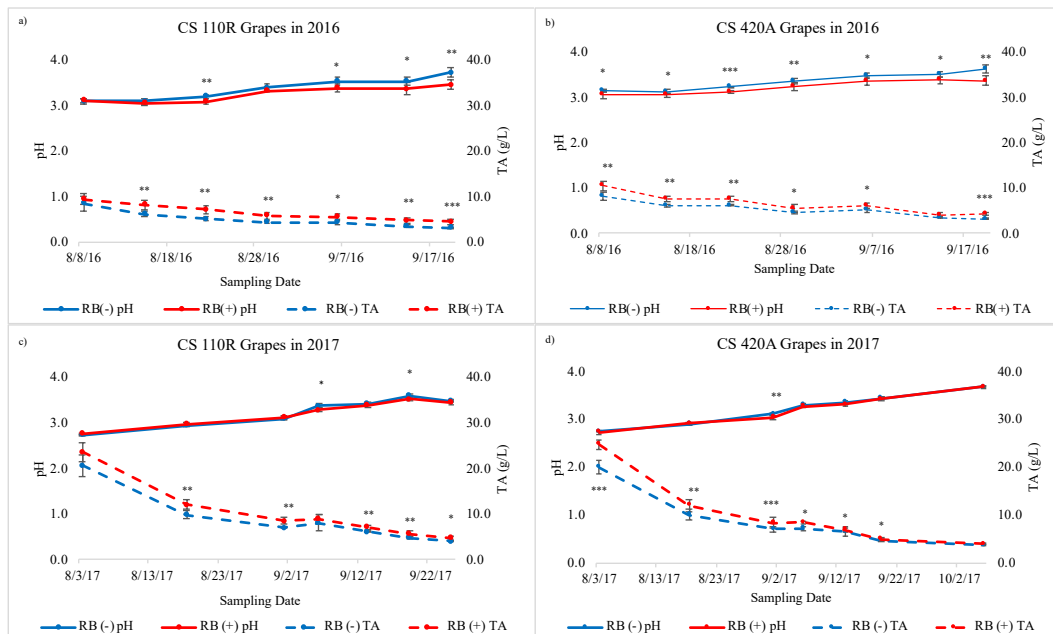 a)
CS 110R Grapes in 2016
4.0
3.0
2.0
1.0
0.0
pH
40.0
30.0
20.0
10.0
0.0
TA (g/L)
** * * **
** ** ** * ** ***
8/8/16 8/18/16 8/28/16 9/7/16 9/17/16
Sampling Date
RB(-) pH RB(+) pH RB(-) TA RB(+) TA
b)
CS 420A Grapes in 2016
4.0
3.0
2.0
1.0
0.0
pH
40.0
30.0
20.0
10.0
0.0
TA (g/L)
* * *** ** * * **
** ** ** * * ***
8/8/16 8/18/16 8/28/16 9/7/16 9/17/16
Sampling Date
RB(-) pH RB(+) pH RB(-) TA RB(+) TA
c)
CS 110R Grapes in 2017
4.0
3.0
2.0
1.0
0.0
pH
40.0
30.0
20.0
10.0
0.0
TA (g/L)
* *
** ** ** ** *
8/3/17 8/13/17 8/23/17 9/2/17 9/12/17 9/22/17
Sampling Date
RB (-) pH RB (+) pH RB (-) TA RB (+) TA
d)
CS 420A Grapes in 2017
4.0
3.0
2.0
1.0
0.0
pH
40.0
30.0
20.0
10.0
0.0
TA (g/L)
**
*** ** *** * * *
8/3/17 8/13/17 8/23/17 9/2/17 9/12/17 9/22/17 10/2/17
Sampling Date
RB (-) pH RB (+) pH RB (-) TA RB (+) TA